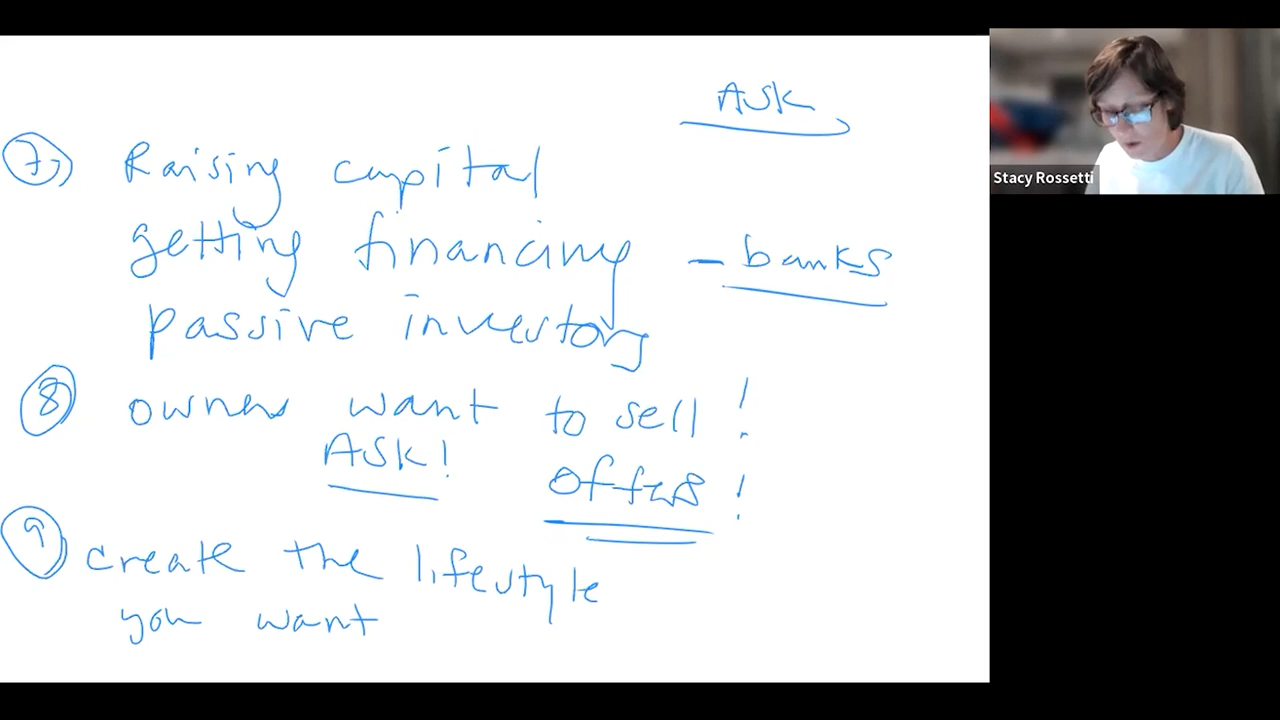 ASK
7) Raising capital
getting financing - banks
passive investors
8 owners want to sell!
ASK! offers!
9 create the lifestyle
you want
Stacy Rossetti